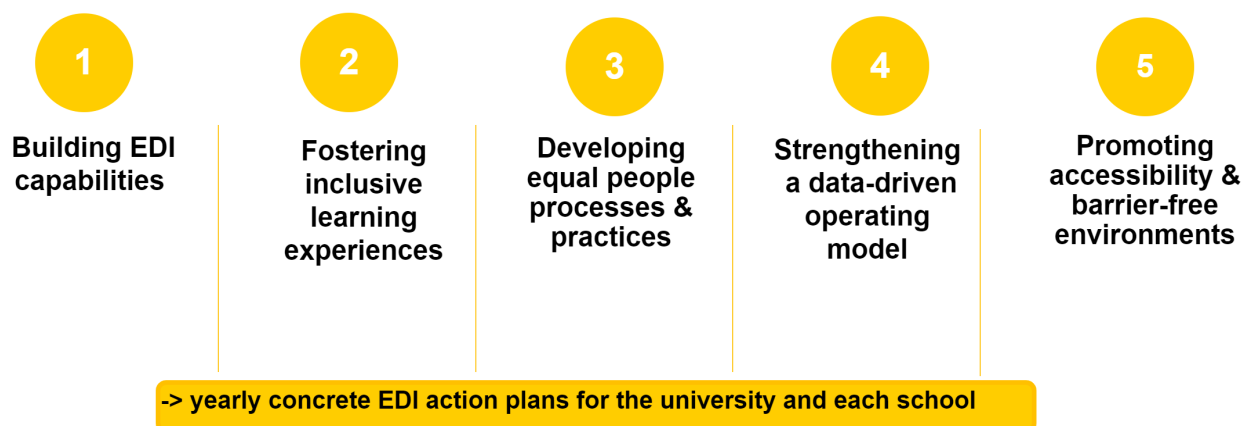 1
Building EDI
capabilities
2
Fostering
inclusive
learning
experiences
3
Developing
equal people
processes &
practices
4
Strengthening
a data-driven
operating
model
5
Promoting
accessibility &
barrier-free
environments
-> yearly concrete EDI action plans for the university and each school